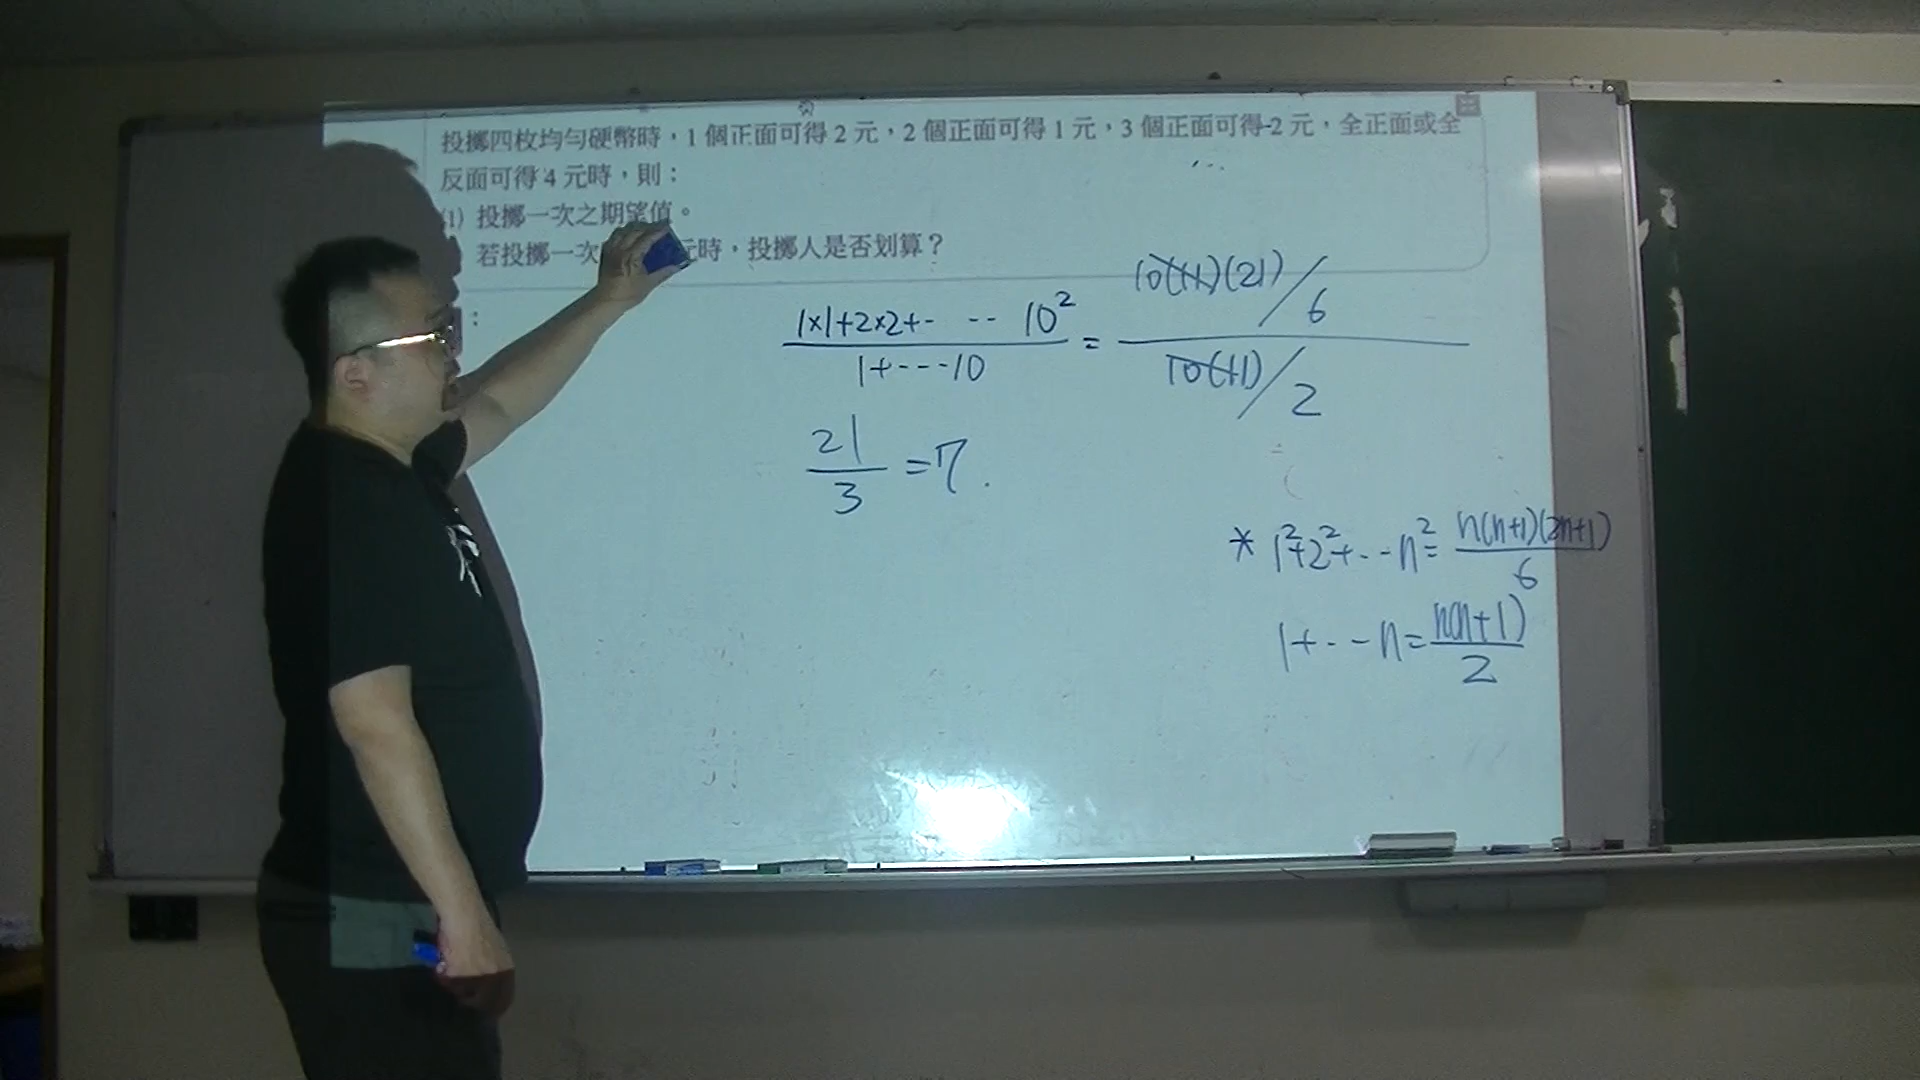 投擲四枚均勻硬幣時，1 個正面可得 2 元，2 個正面可得 1 元，3 個正面可得-2 元，全正面或全
反面可得 4 元時，則：
(1) 投擲一次之期望值。
若投擲一次 元時，投擲人是否划算？
:
1×1+2×2+- -- 10² / 1+---10 = 10(11)(21)/6 / 10(11)/2
21/3 =7.
* 1²+2²+--n²= n(n+1)(2n+1)/6
1+--n= n(n+1)/2